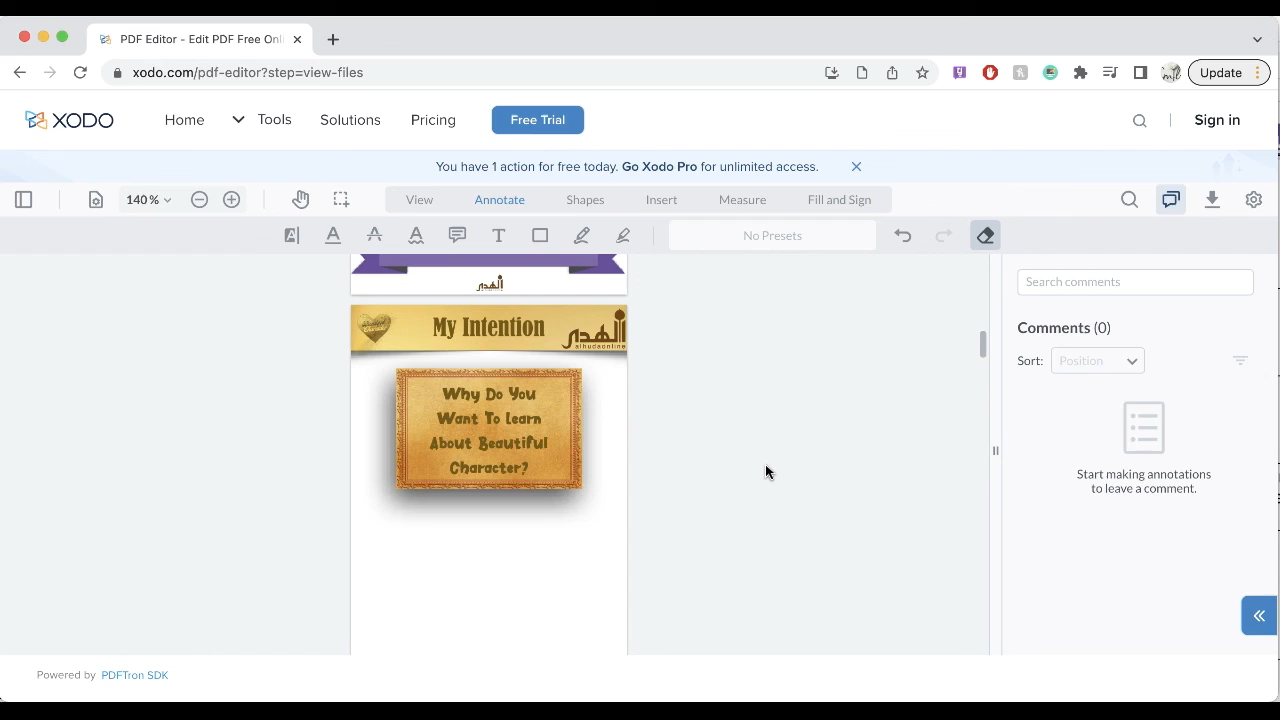 PDF Editor - Edit PDF Free Onl
xodo.com/pdf-editor?step=view-files
Update
XODO
Home
Tools
Solutions
Pricing
Free Trial
Sign in
You have 1 action for free today. Go Xodo Pro for unlimited access.
140%
View
Annotate
Shapes
Insert
Measure
Fill and Sign
No Presets
الهدى
My Intention
الهدى
alhudaonline
Why Do You
Want To Learn
About Beautiful
Character?
Search comments
Comments (0)
Sort:
Position
Start making annotations
to leave a comment.
Powered by PDFTron SDK